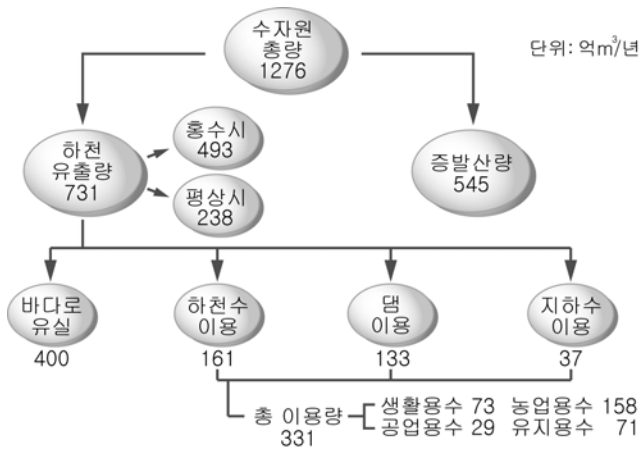 수자원
총량
1276
단위: 억m³/년
하천
유출량
731
홍수시
493
평상시
238
증발산량
545
바다로
유실
400
하천수
이용
161
댐
이용
133
지하수
이용
37
총 이용량
331
생활용수 73 농업용수 158
공업용수 29 유지용수 71